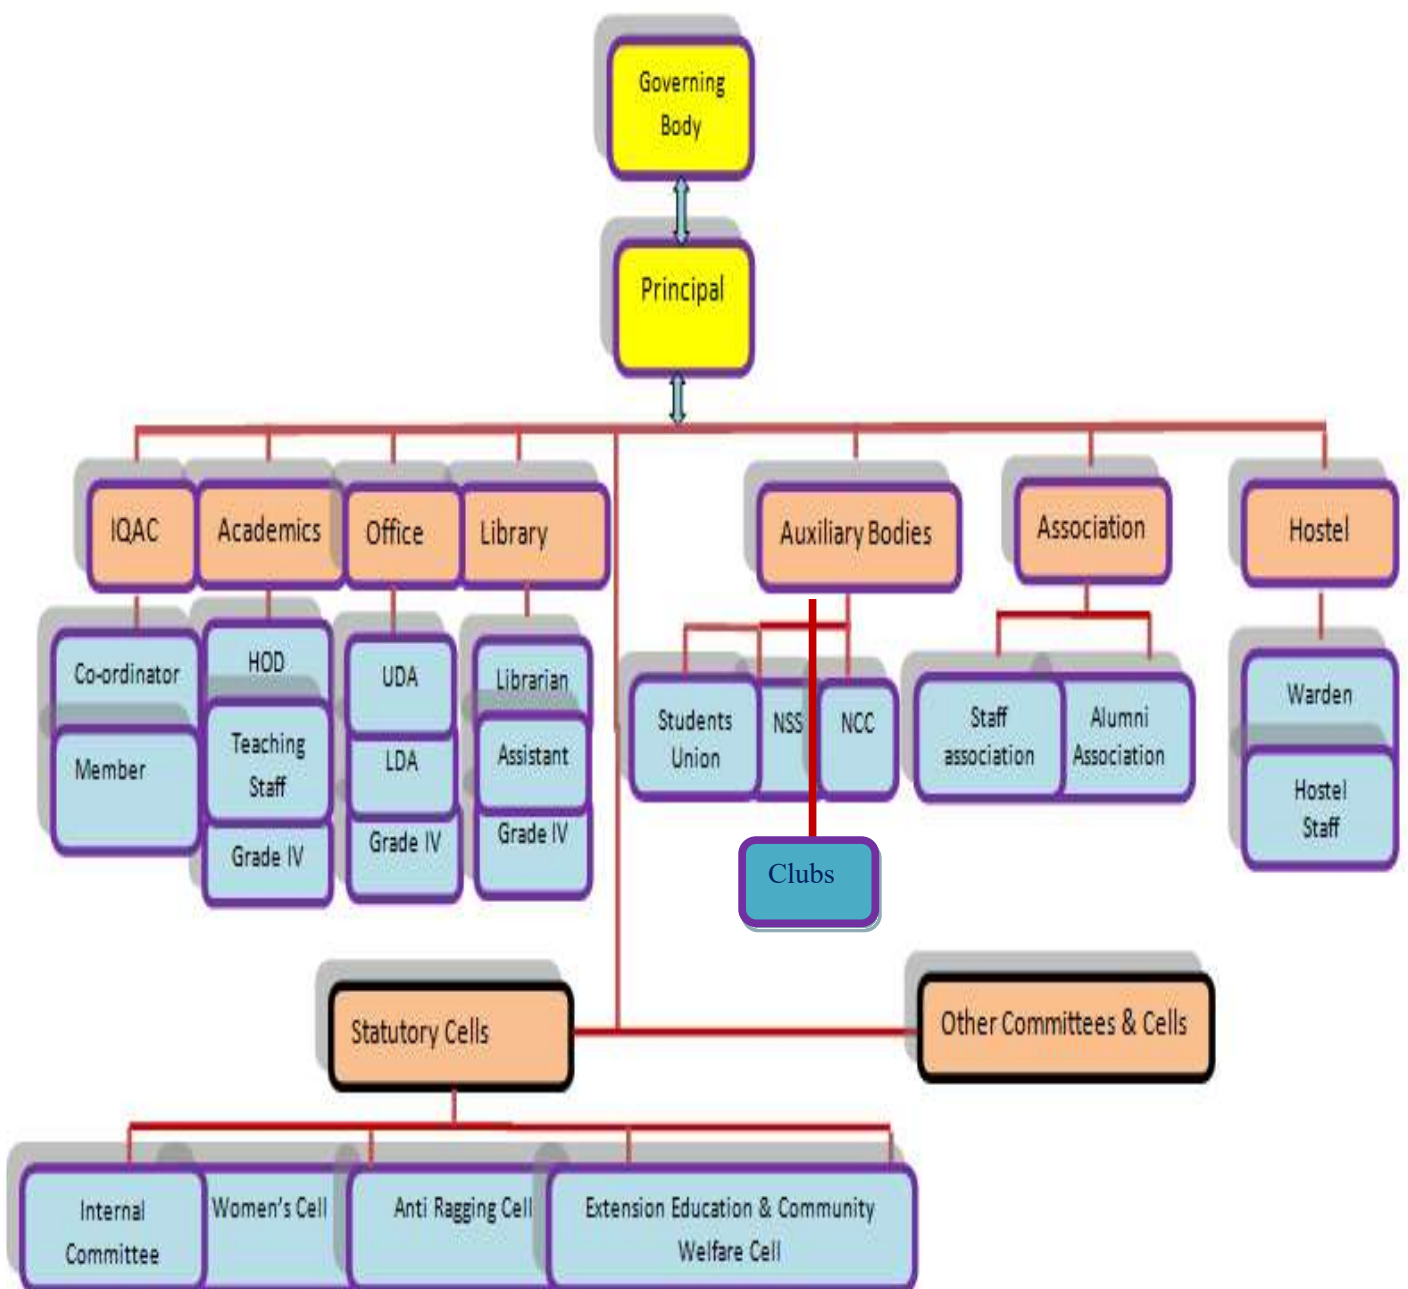 Governing
Body
Principal
IQAC
Academics
Office
Library
Auxiliary Bodies
Association
Hostel
Co-ordinator
Member
HOD
Teaching
Staff
Grade IV
UDA
LDA
Grade IV
Librarian
Assistant
Grade IV
Students
Union
NSS
NCC
Clubs
Staff
association
Alumni
Association
Warden
Hostel
Staff
Statutory Cells
Other Committees & Cells
Internal
Committee
Women's Cell
Anti Ragging Cell
Extension Education & Community
Welfare Cell